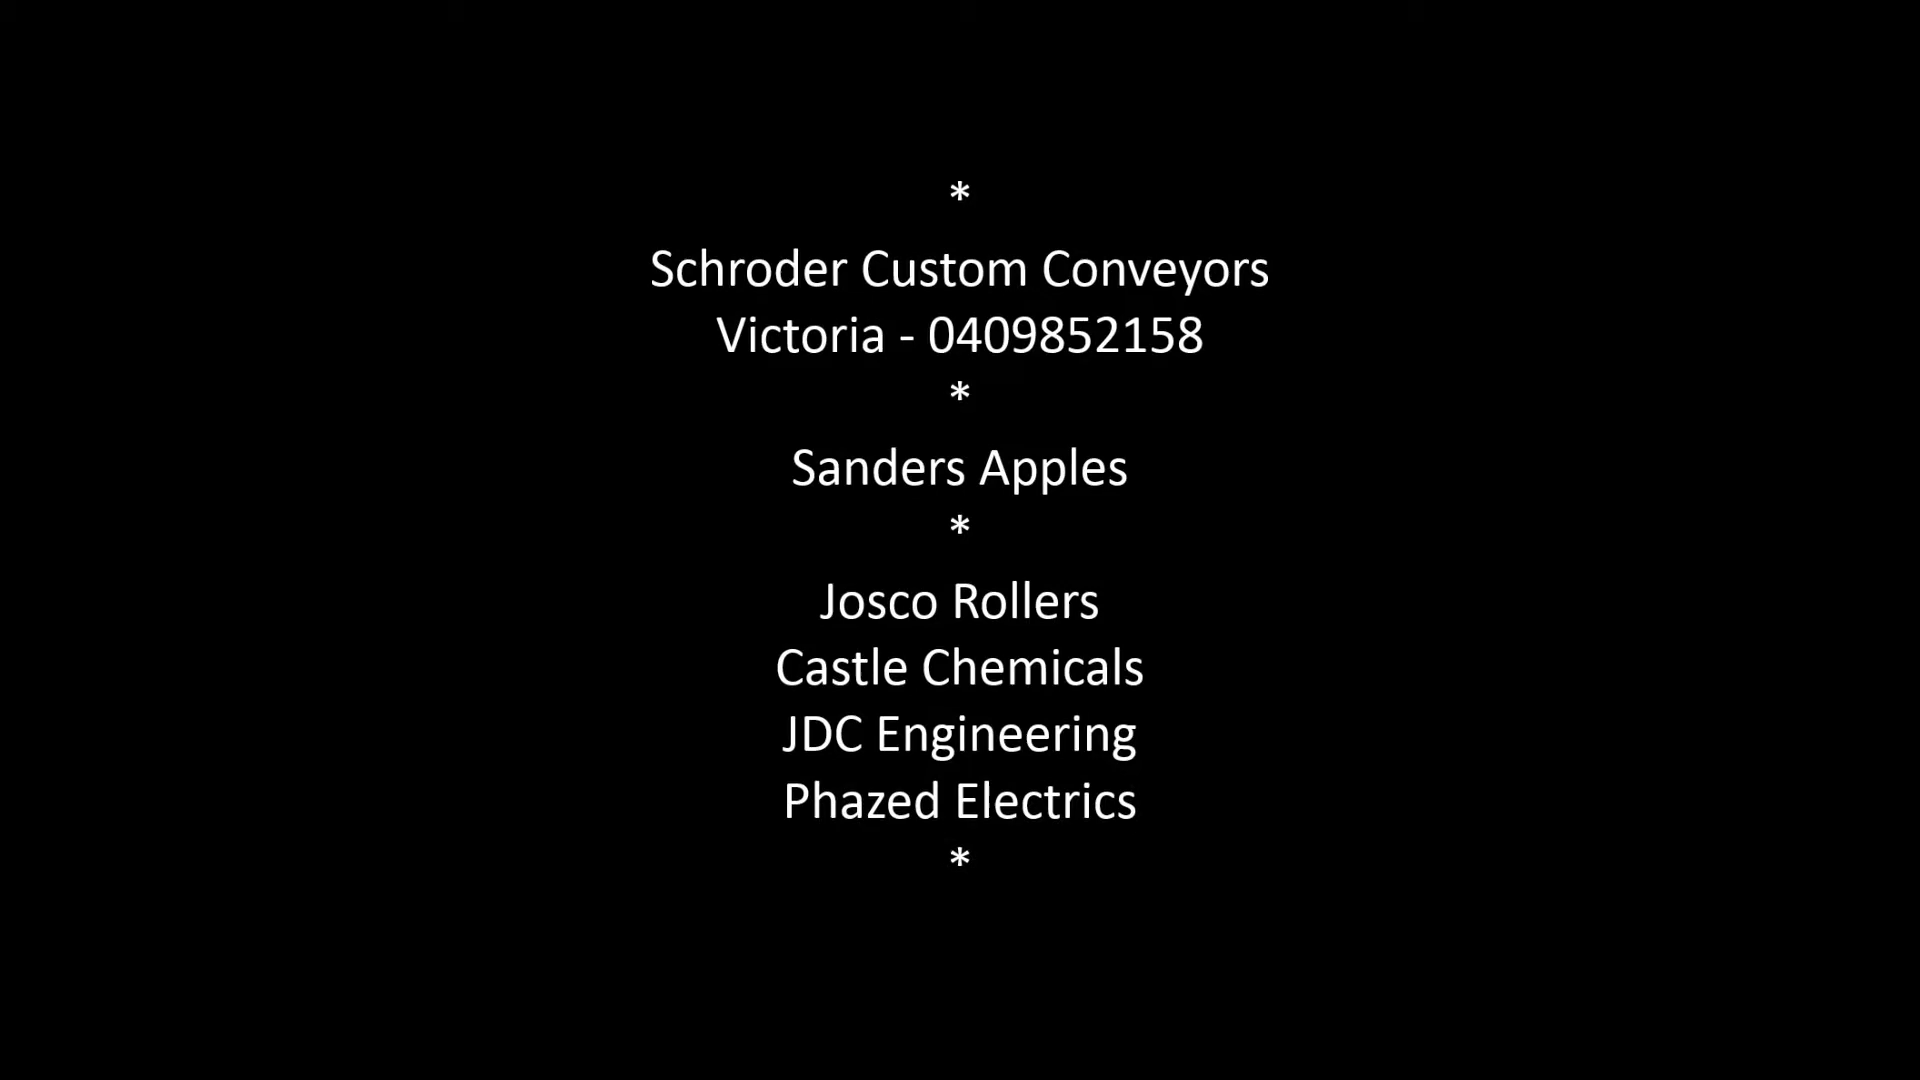 *
Schroder Custom Conveyors
Victoria - 0409852158
*
Sanders Apples
*
Josco Rollers
Castle Chemicals
JDC Engineering
Phazed Electrics
*